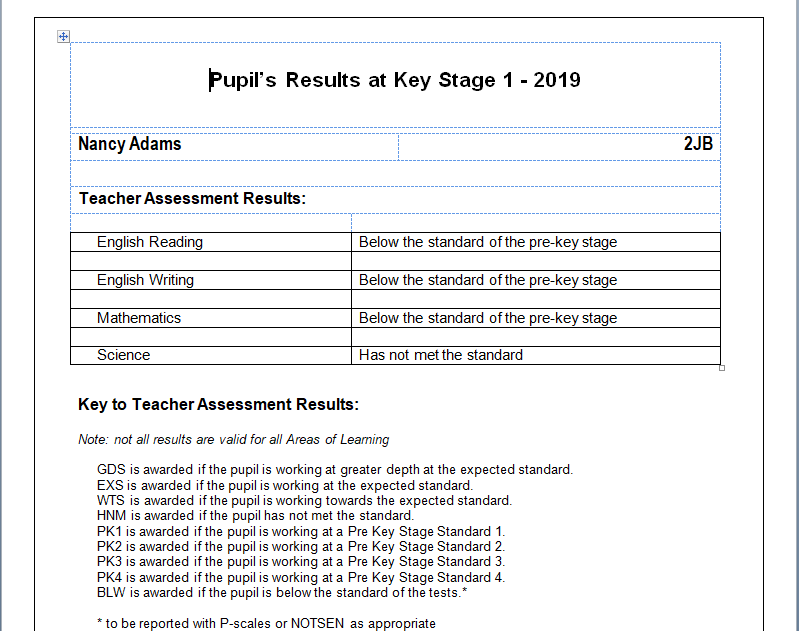 Pupil's Results at Key Stage 1 - 2019
Nancy Adams 2JB
Teacher Assessment Results:
English Reading Below the standard of the pre-key stage
English Writing Below the standard of the pre-key stage
Mathematics Below the standard of the pre-key stage
Science Has not met the standard
Key to Teacher Assessment Results:
Note: not all results are valid for all Areas of Learning
GDS is awarded if the pupil is working at greater depth at the expected standard.
EXS is awarded if the pupil is working at the expected standard.
WTS is awarded if the pupil is working towards the expected standard.
HNM is awarded if the pupil has not met the standard.
PK1 is awarded if the pupil is working at a Pre Key Stage Standard 1.
PK2 is awarded if the pupil is working at a Pre Key Stage Standard 2.
PK3 is awarded if the pupil is working at a Pre Key Stage Standard 3.
PK4 is awarded if the pupil is working at a Pre Key Stage Standard 4.
BLW is awarded if the pupil is below the standard of the tests.*
* to be reported with P-scales or NOTSEN as appropriate